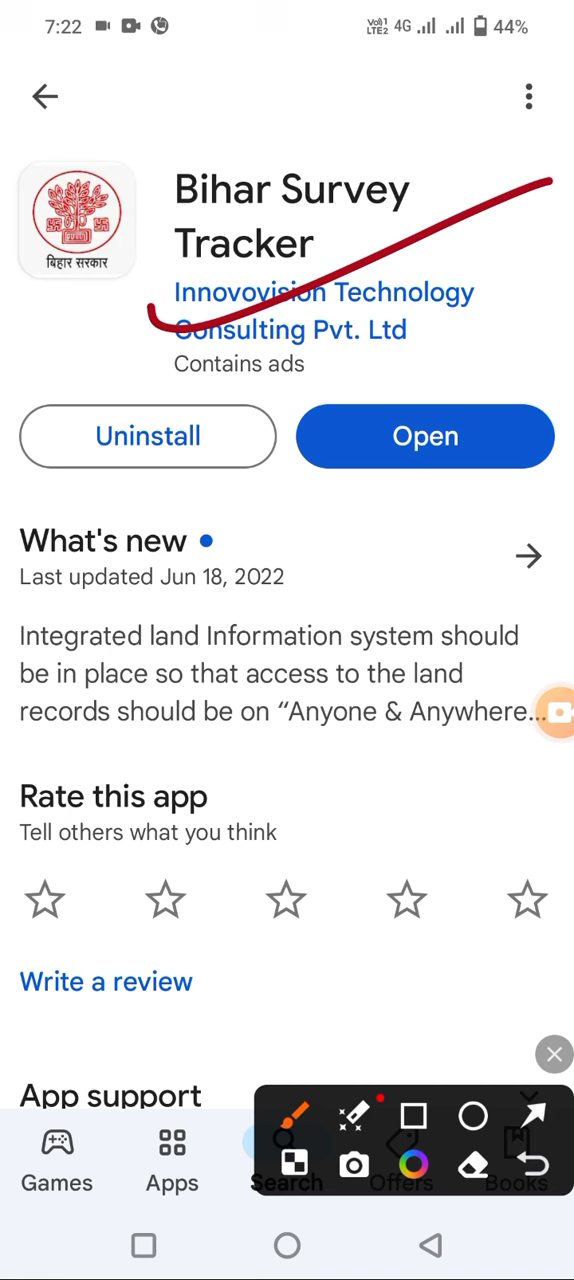 7:22 4G 44%
Bihar Survey
Tracker
बिहार सरकार
Innovovision Technology
Consulting Pvt. Ltd
Contains ads
Uninstall Open
What's new
Last updated Jun 18, 2022
Integrated land Information system should
be in place so that access to the land
records should be on “Anyone & Anywhere...
Rate this app
Tell others what you think
Write a review
App support
Games Apps Search Offers Books